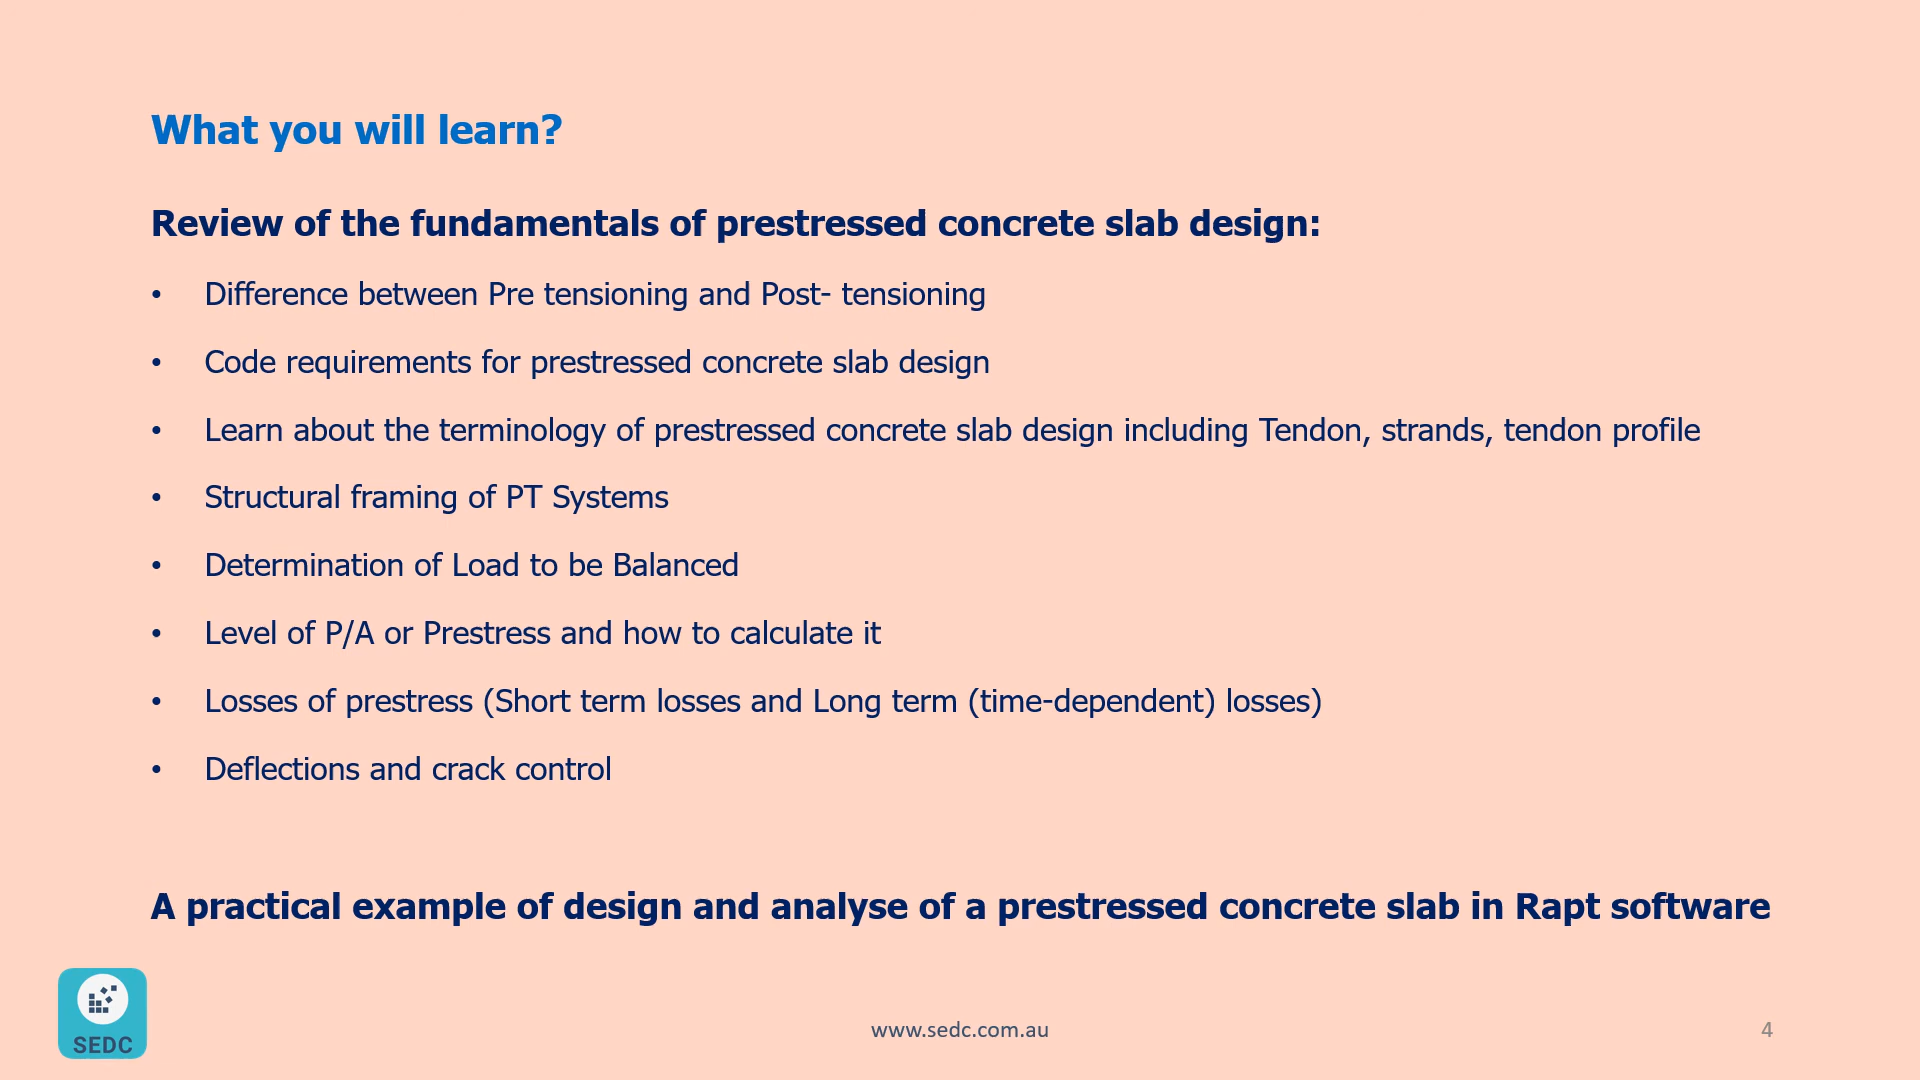 What you will learn?
Review of the fundamentals of prestressed concrete slab design:
• Difference between Pre tensioning and Post- tensioning
• Code requirements for prestressed concrete slab design
• Learn about the terminology of prestressed concrete slab design including Tendon, strands, tendon profile
• Structural framing of PT Systems
• Determination of Load to be Balanced
• Level of P/A or Prestress and how to calculate it
• Losses of prestress (Short term losses and Long term (time-dependent) losses)
• Deflections and crack control
A practical example of design and analyse of a prestressed concrete slab in Rapt software
SEDC
www.sedc.com.au
4